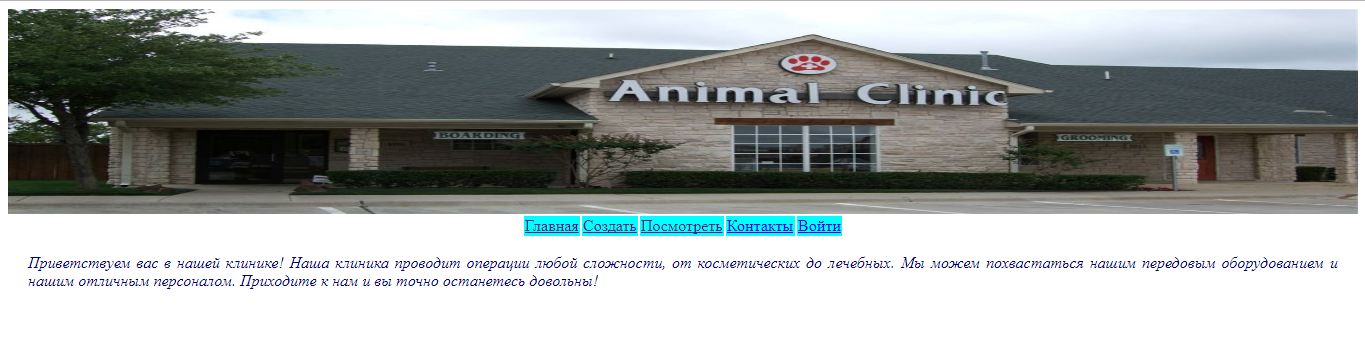 Animal Clinic
BOARDING
GROOMING
Главная Создать Посмотреть Контакты Войти
Приветствуем вас в нашей клинике! Наша клиника проводит операции любой сложности, от косметических до лечебных. Мы можем похвастаться нашим передовым оборудованием и
нашим отличным персоналом. Приходите к нам и вы точно останетесь довольны!